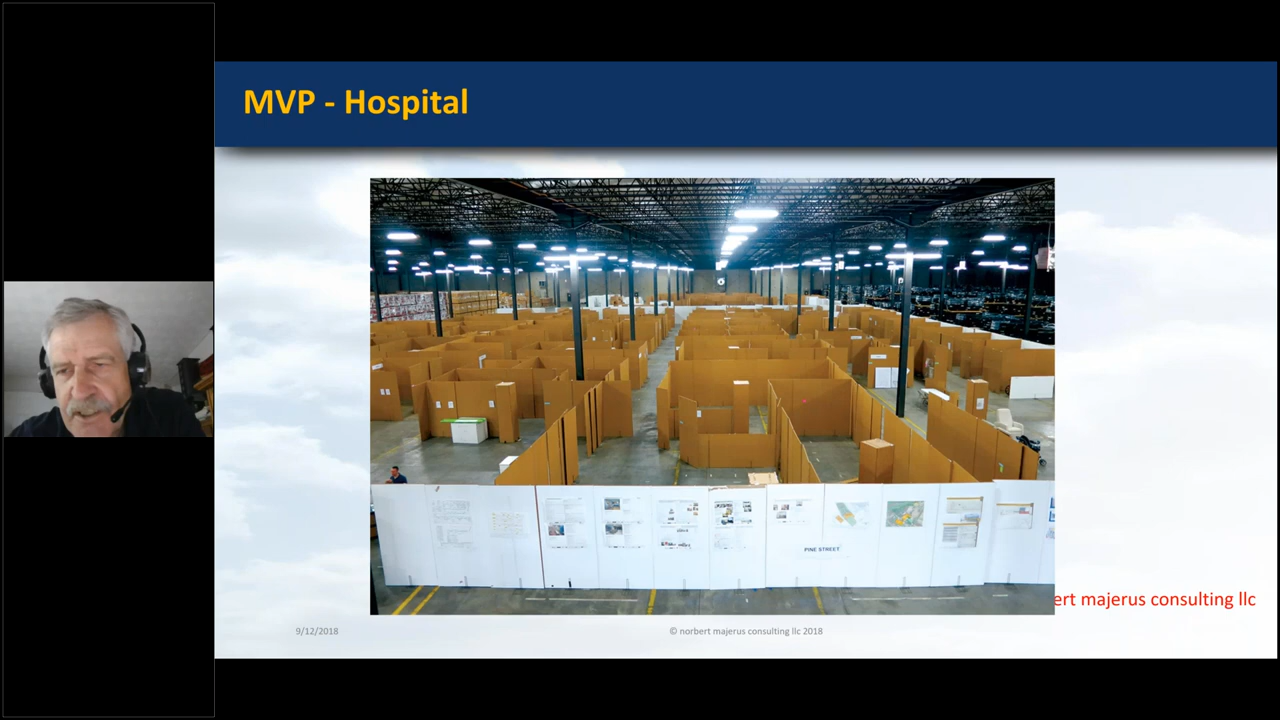 MVP - Hospital
PINE STREET
ert majerus consulting llc
9/12/2018
© norbert majerus consulting llc 2018